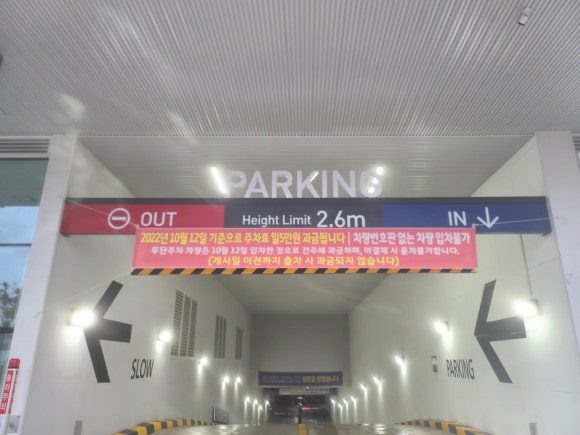 PARKING
OUT
Height Limit 2.6m
IN
2022년 10월 12일 기준으로 주차료 일5만원 과금됩니다 | 차량번호판 없는 차량 입차불가
무단주차 차량은 10월 12일 입차한 것으로 간주해 과금하며, 미결제 시 출차불가합니다.
(개시일 이전까지 출차 시 과금되지 않습니다)
SLOW
PARKING